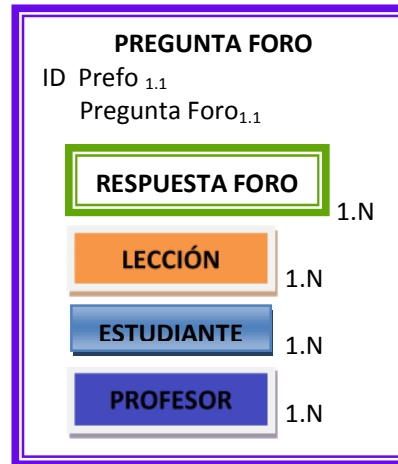 PREGUNTA FORO
ID Prefo 1.1
Pregunta Foro1.1
RESPUESTA FORO
1.N
LECCIÓN
1.N
ESTUDIANTE
1.N
PROFESOR
1.N